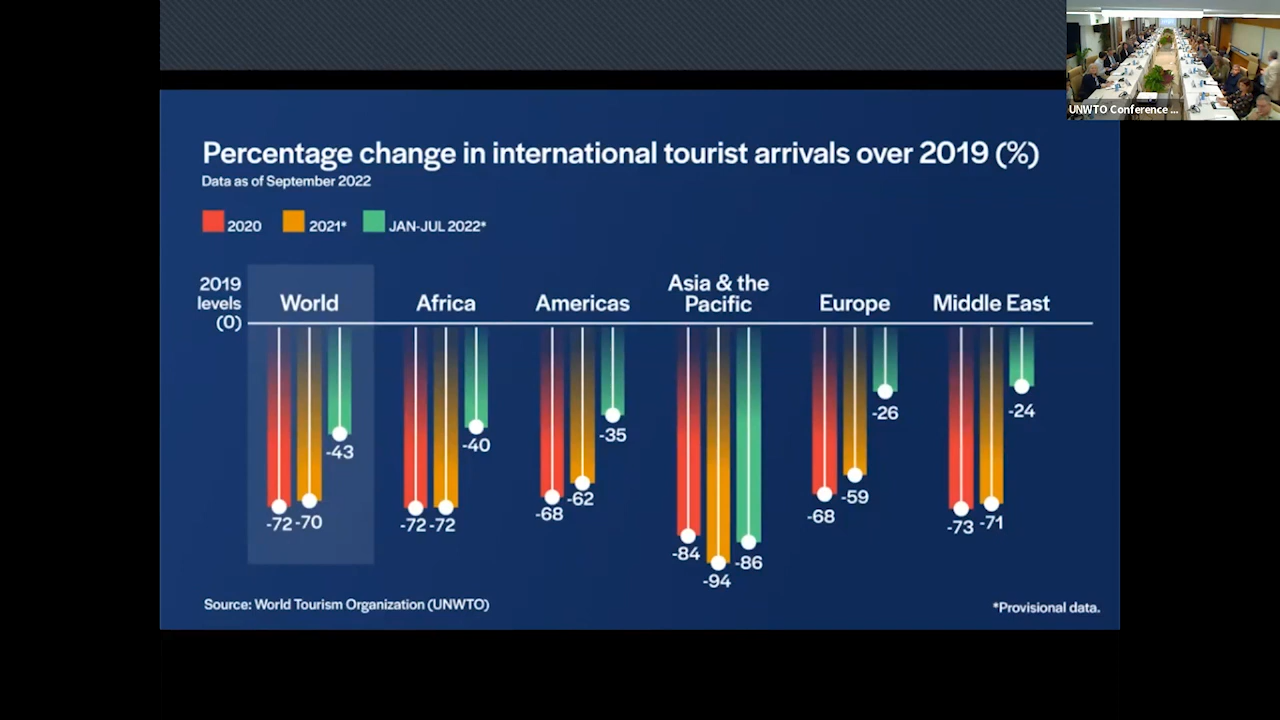 UNWTO Conference ...
Percentage change in international tourist arrivals over 2019 (%)
Data as of September 2022
2020 2021* JAN-JUL 2022*
2019
levels
(0)
World
Africa
Americas
Asia & the
Pacific
Europe
Middle East
-72 -70 -43
-72 -72 -40
-68 -62 -35
-84 -94 -86
-68 -59 -26
-73 -71 -24
Source: World Tourism Organization (UNWTO)
*Provisional data.